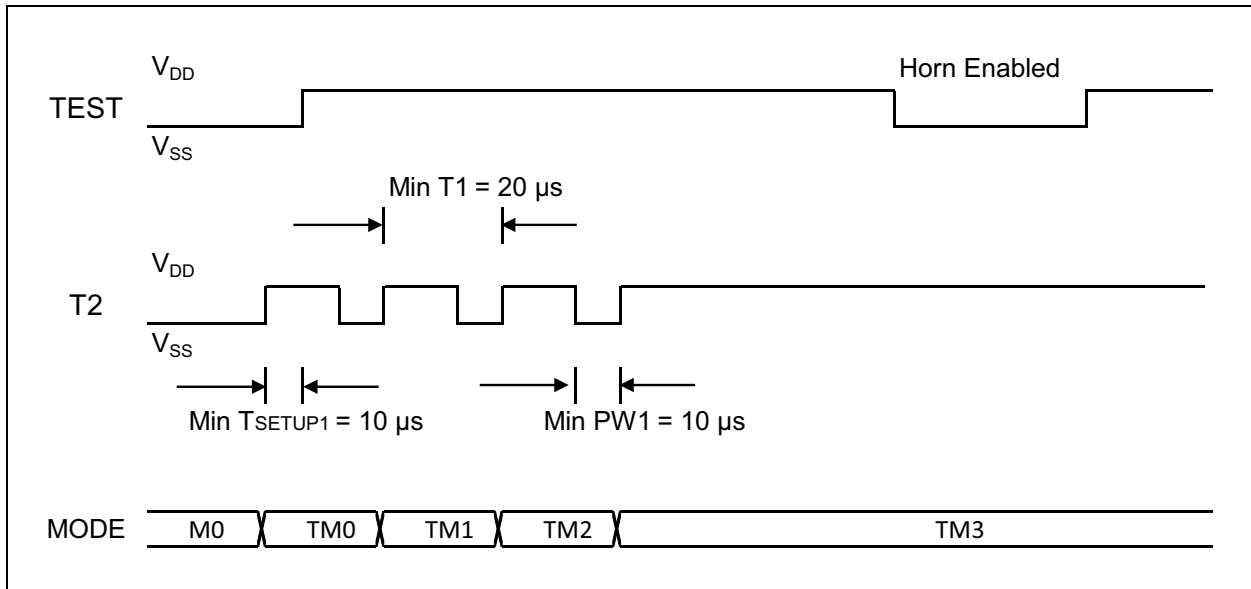 VDD
Horn Enabled
TEST
VSS
Min T1 = 20 µs
VDD
T2
VSS
Min TSETUP1 = 10 µs
Min PW1 = 10 µs
MODE
M0
TM0
TM1
TM2
TM3